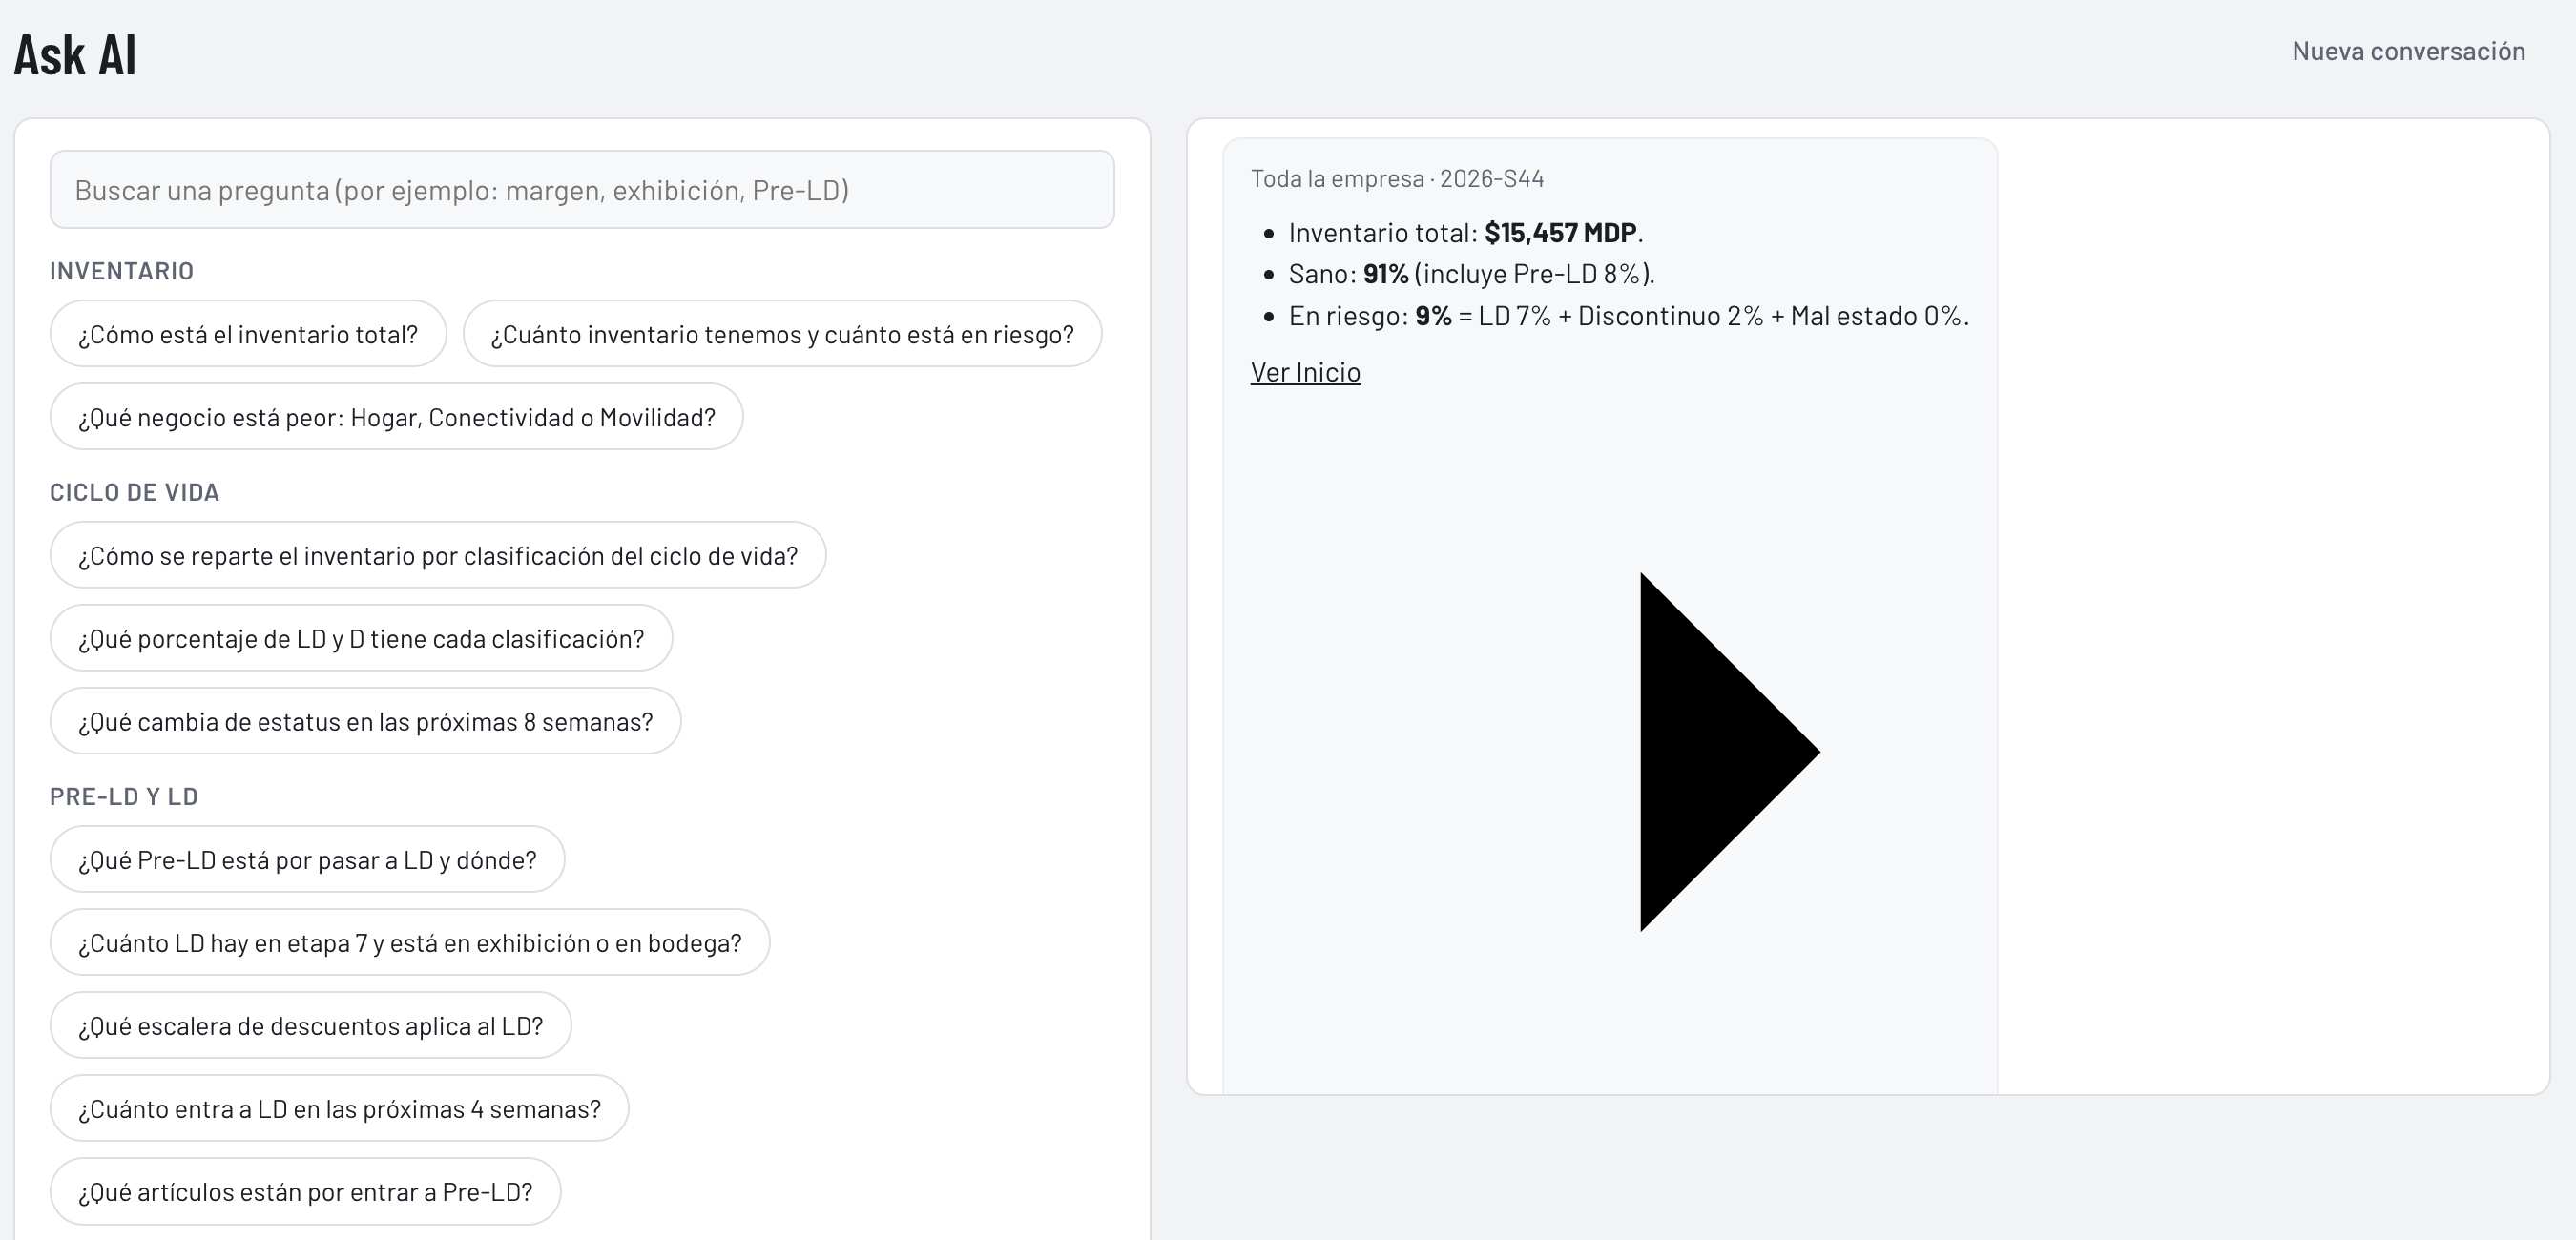 Ask AI
Nueva conversación
Buscar una pregunta (por ejemplo: margen, exhibición, Pre-LD)
INVENTARIO
¿Cómo está el inventario total?
¿Cuánto inventario tenemos y cuánto está en riesgo?
¿Qué negocio está peor: Hogar, Conectividad o Movilidad?
CICLO DE VIDA
¿Cómo se reparte el inventario por clasificación del ciclo de vida?
¿Qué porcentaje de LD y D tiene cada clasificación?
¿Qué cambia de estatus en las próximas 8 semanas?
PRE-LD Y LD
¿Qué Pre-LD está por pasar a LD y dónde?
¿Cuánto LD hay en etapa 7 y está en exhibición o en bodega?
¿Qué escalera de descuentos aplica al LD?
¿Cuánto entra a LD en las próximas 4 semanas?
¿Qué artículos están por entrar a Pre-LD?
Toda la empresa · 2026-S44
• Inventario total: $15,457 MDP.
• Sano: 91% (incluye Pre-LD 8%).
• En riesgo: 9% = LD 7% + Discontinuo 2% + Mal estado 0%.
Ver Inicio